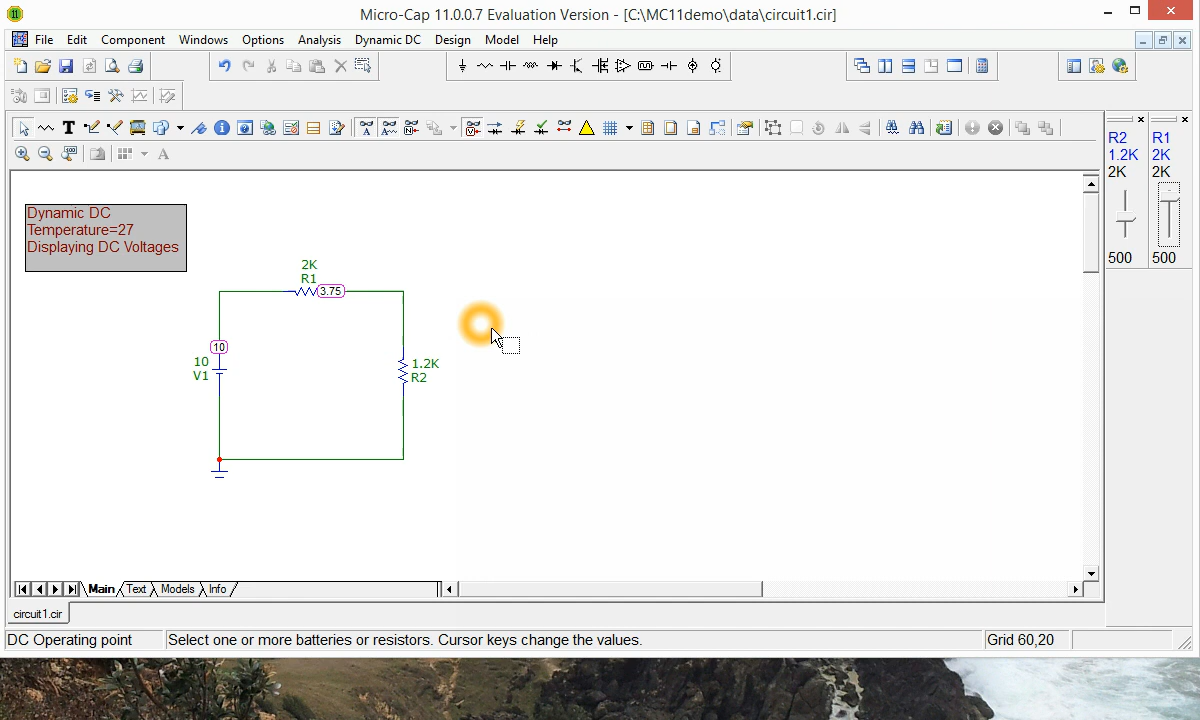 Micro-Cap 11.0.0.7 Evaluation Version - [C:\MC11demo\data\circuit1.cir]
File Edit Component Windows Options Analysis Dynamic DC Design Model Help
R2
1.2K
2K
500
R1
2K
2K
500
Dynamic DC
Temperature=27
Displaying DC Voltages
2K
R1
3.75
10
10
V1
1.2K
R2
Main Text Models Info
circuit1.cir
DC Operating point Select one or more batteries or resistors. Cursor keys change the values. Grid 60,20